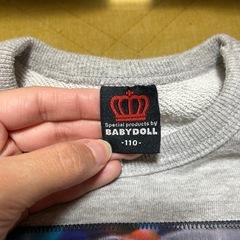 Special products by
BABYDOLL
-110-